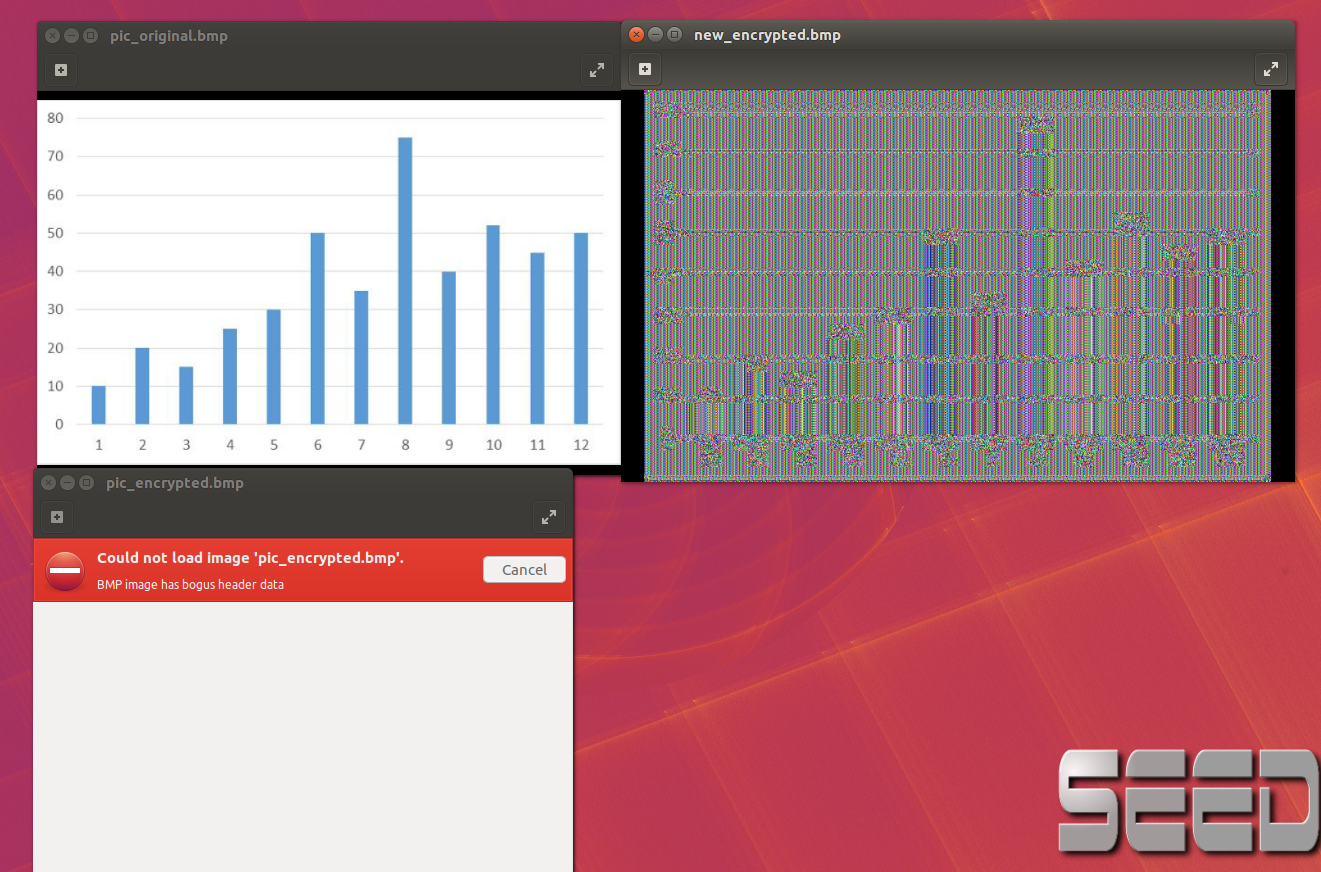 pic_original.bmp
80
70
60
50
40
30
20
10
0
1 2 3 4 5 6 7 8 9 10 11 12
new_encrypted.bmp
pic_encrypted.bmp
Could not load image 'pic_encrypted.bmp'.
BMP image has bogus header data
Cancel
SEED